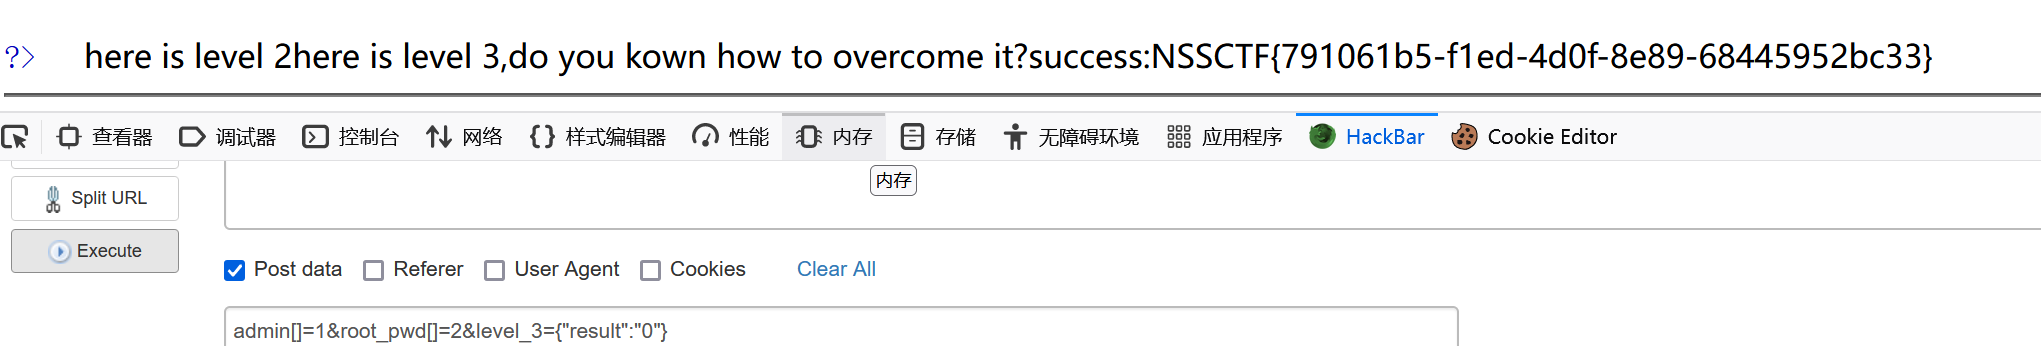 ?> here is level 2here is level 3,do you kown how to overcome it?success:NSSCTF{791061b5-f1ed-4d0f-8e89-68445952bc33}
查看器 调试器 控制台 网络 样式编辑器 性能 内存 存储 无障碍环境 应用程序 HackBar Cookie Editor
内存
Split URL
Execute
Post data Referer User Agent Cookies Clear All
admin[]=1&root_pwd[]=2&level_3={"result":"0"}